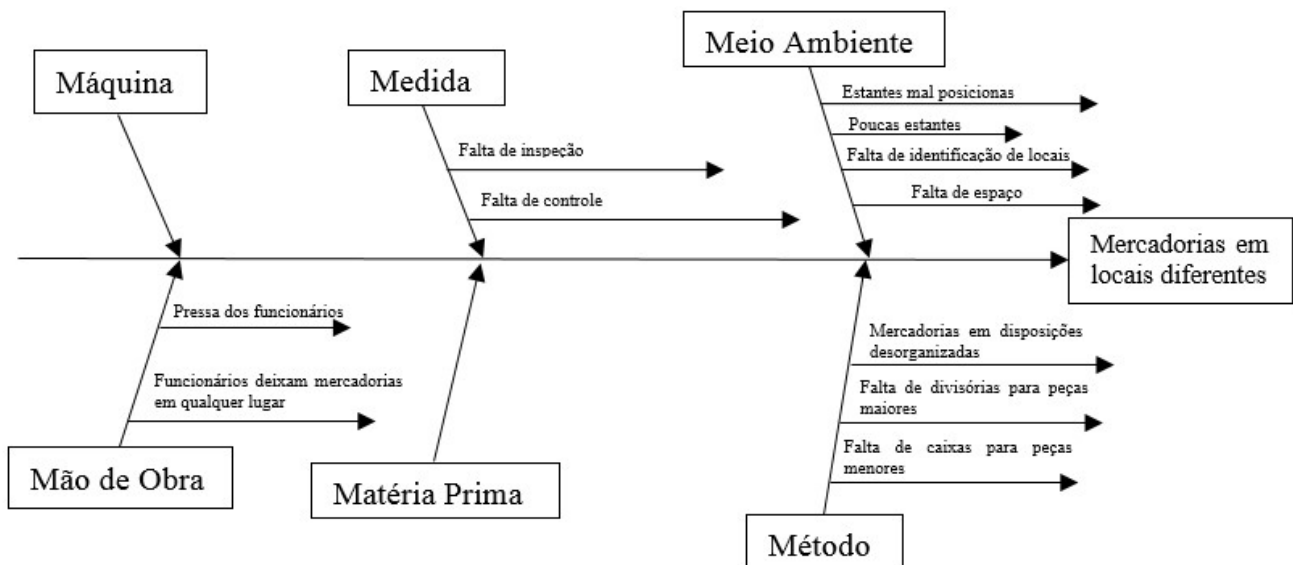 Meio Ambiente
Máquina
Medida
Estantes mal posicionas
Poucas estantes
Falta de inspeção
Falta de identificação de locais
Falta de controle
Falta de espaço
Mercadorias em
locais diferentes
Pressa dos funcionários
Mercadorias em disposições
desorganizadas
Funcionários deixam mercadorias
em qualquer lugar
Falta de divisórias para peças
maiores
Falta de caixas para peças
menores
Mão de Obra
Matéria Prima
Método